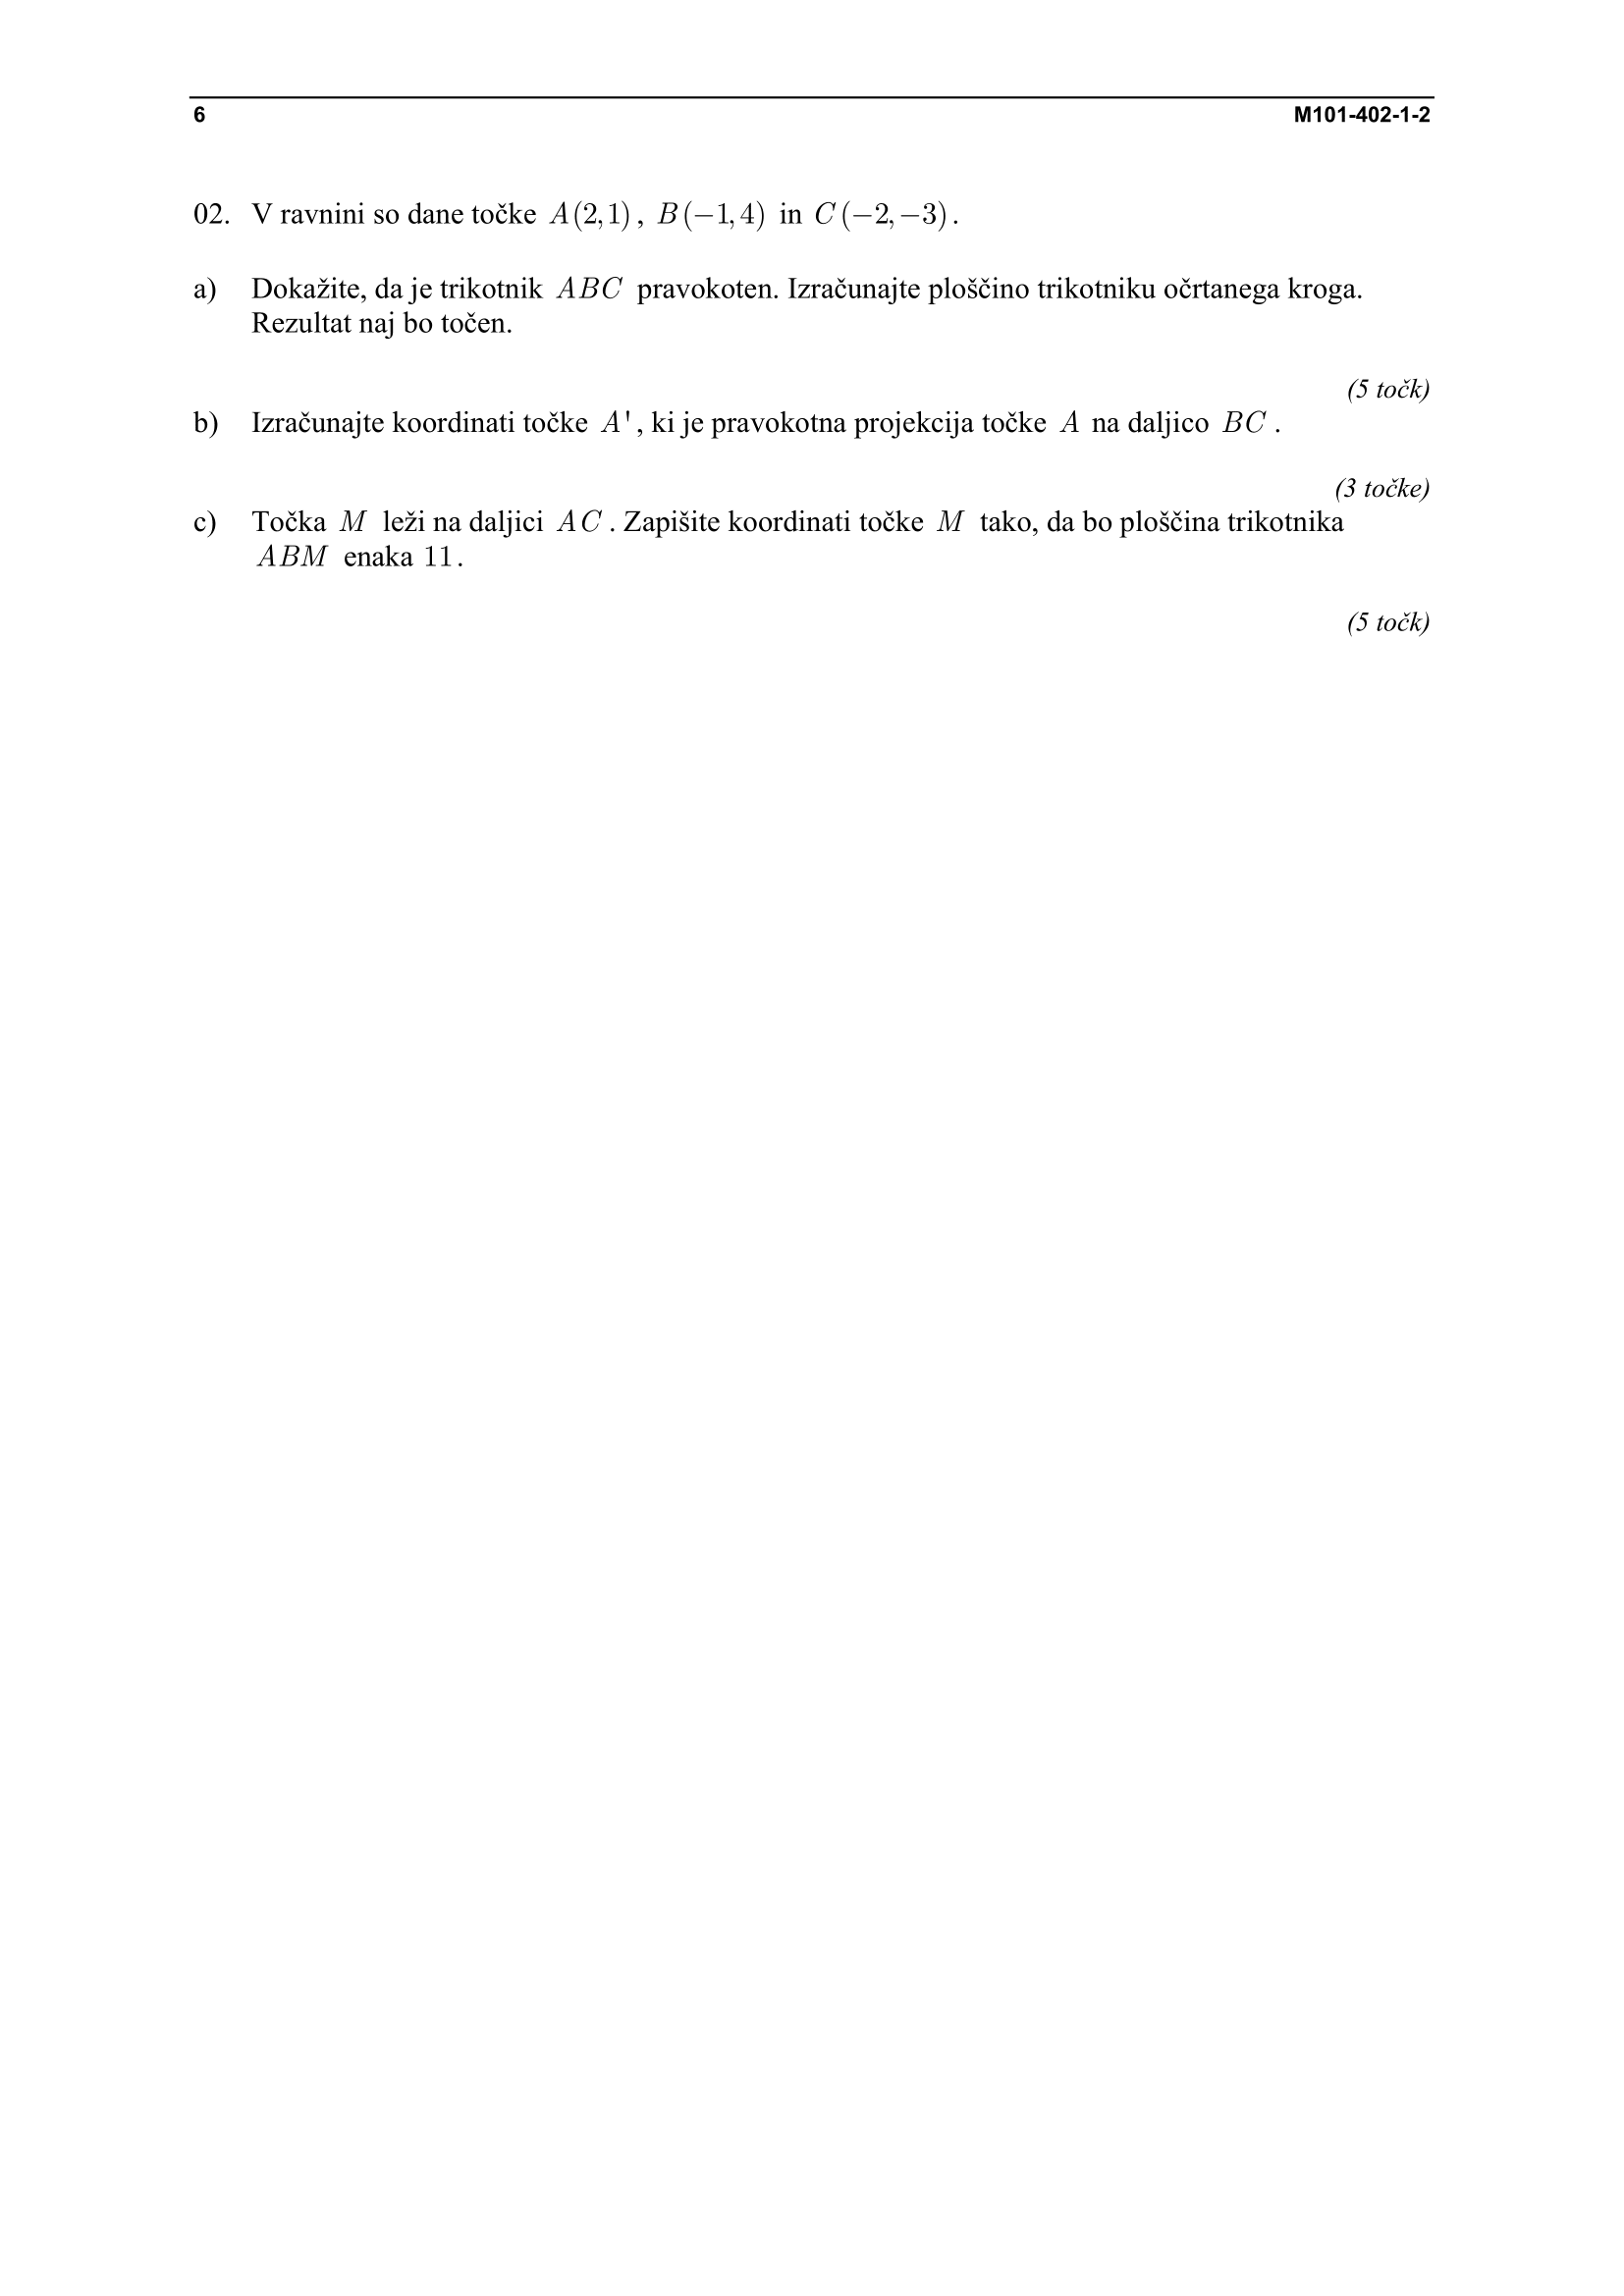 6 M101-402-1-2
02. V ravnini so dane točke A(2,1), B(−1,4) in C(−2,−3).
a) Dokažite, da je trikotnik ABC pravokoten. Izračunajte ploščino trikotniku očrtanega kroga.
Rezultat naj bo točen.
(5 točk)
b) Izračunajte koordinati točke A', ki je pravokotna projekcija točke A na daljico BC.
(3 točke)
c) Točka M leži na daljici AC. Zapišite koordinati točke M tako, da bo ploščina trikotnika
ABM enaka 11.
(5 točk)